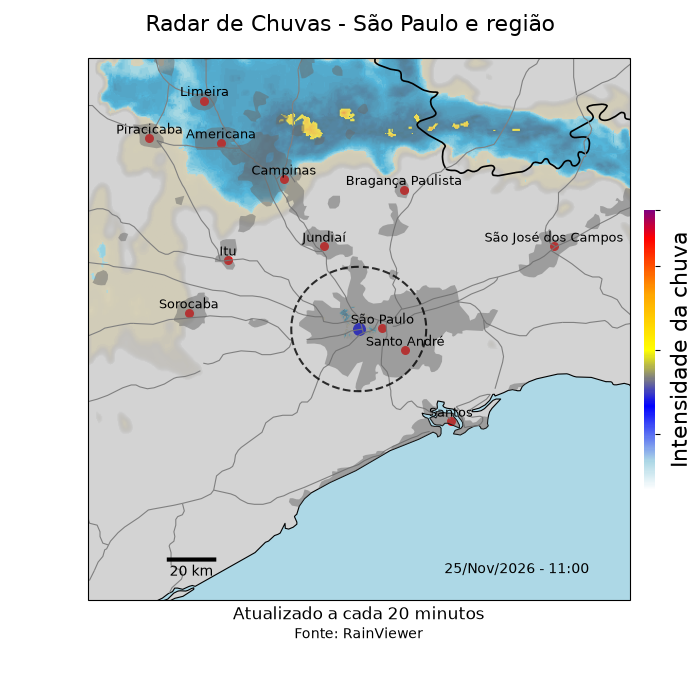 Radar de Chuvas - São Paulo e região
Limeira
Piracicaba
Americana
Campinas
Bragança Paulista
Jundiaí
São José dos Campos
Itu
Sorocaba
São Paulo
Santo André
Santos
Intensidade da chuva
20 km
25/Nov/2026 - 11:00
Atualizado a cada 20 minutos
Fonte: RainViewer